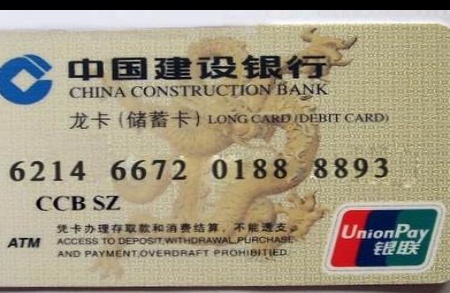 中国建设银行
CHINA CONSTRUCTION BANK
龙卡(储蓄卡) LONG CARD (DEBIT CARD)
6214 6672 0188 8893
CCB SZ
凭卡办理存取款和消费结算，不能透支。
ATM ACCESS TO DEPOSIT,WITHDRAWAL,PURCHASE
AND PAYMENT,OVERDRAFT PROHIBITIED.
UnionPay
银联